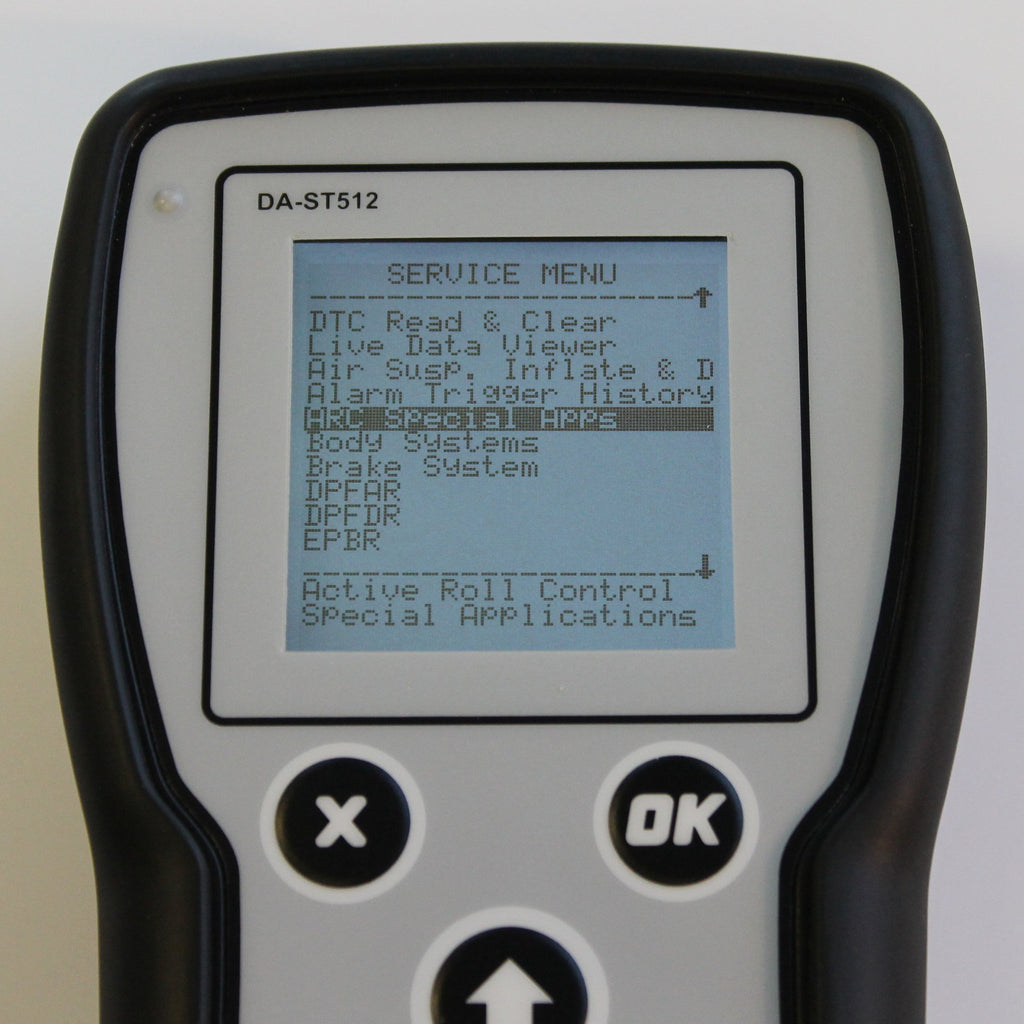 DA-ST512
SERVICE MENU
DTC Read & Clear
Live Data Viewer
Air Susp. Inflate & D
Alarm Trigger History
ARC Special Apps
Body Systems
Brake System
DPFAR
DPFDR
EPBR
Active Roll Control
Special Applications
X
OK